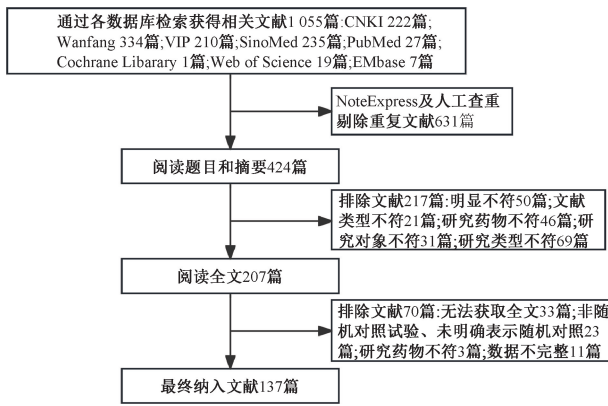 通过各数据库检索获得相关文献1 055篇:CNKI 222篇;
Wanfang 334篇;VIP 210篇;SinoMed 235篇;PubMed 27篇;
Cochrane Libarary 1篇;Web of Science 19篇;EMbase 7篇
NoteExpress及人工查重
剔除重复文献631篇
阅读题目和摘要424篇
排除文献217篇:明显不符50篇;文献
类型不符21篇;研究药物不符46篇;研
究对象不符31篇;研究类型不符69篇
阅读全文207篇
排除文献70篇:无法获取全文33篇;非随
机对照试验、未明确表示随机对照23
篇;研究药物不符3篇;数据不完整11篇
最终纳入文献137篇